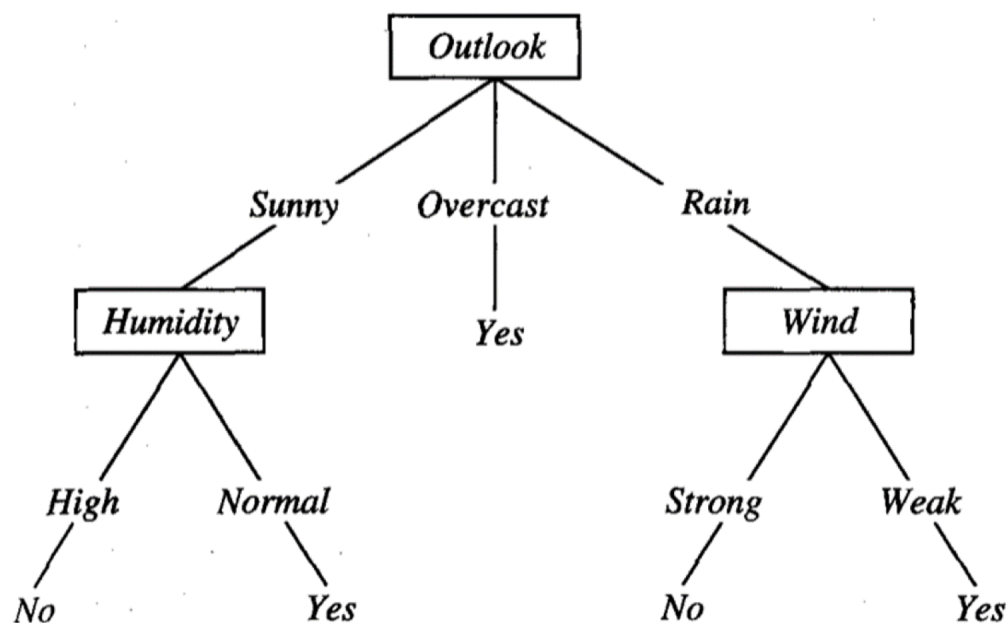 Outlook
Sunny Overcast Rain
Humidity Yes Wind
High Normal Strong Weak
No Yes No Yes